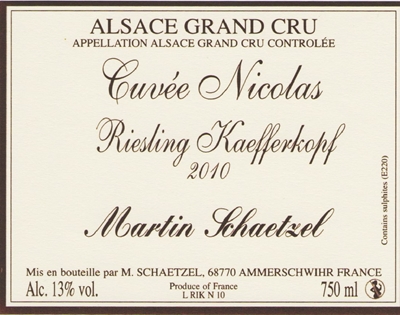 ALSACE GRAND CRU
APPELLATION ALSACE GRAND CRU CONTROLÉE
Cuvée Nicolas
Riesling Kaefferkopf
2010
Martin Schaetzel
Contains sulphites (E220)
Mis en bouteille par M. SCHAETZEL, 68770 AMMERSCHWIHR FRANCE
Alc. 13% vol.
Produce of France
L RIK N 10
750 ml